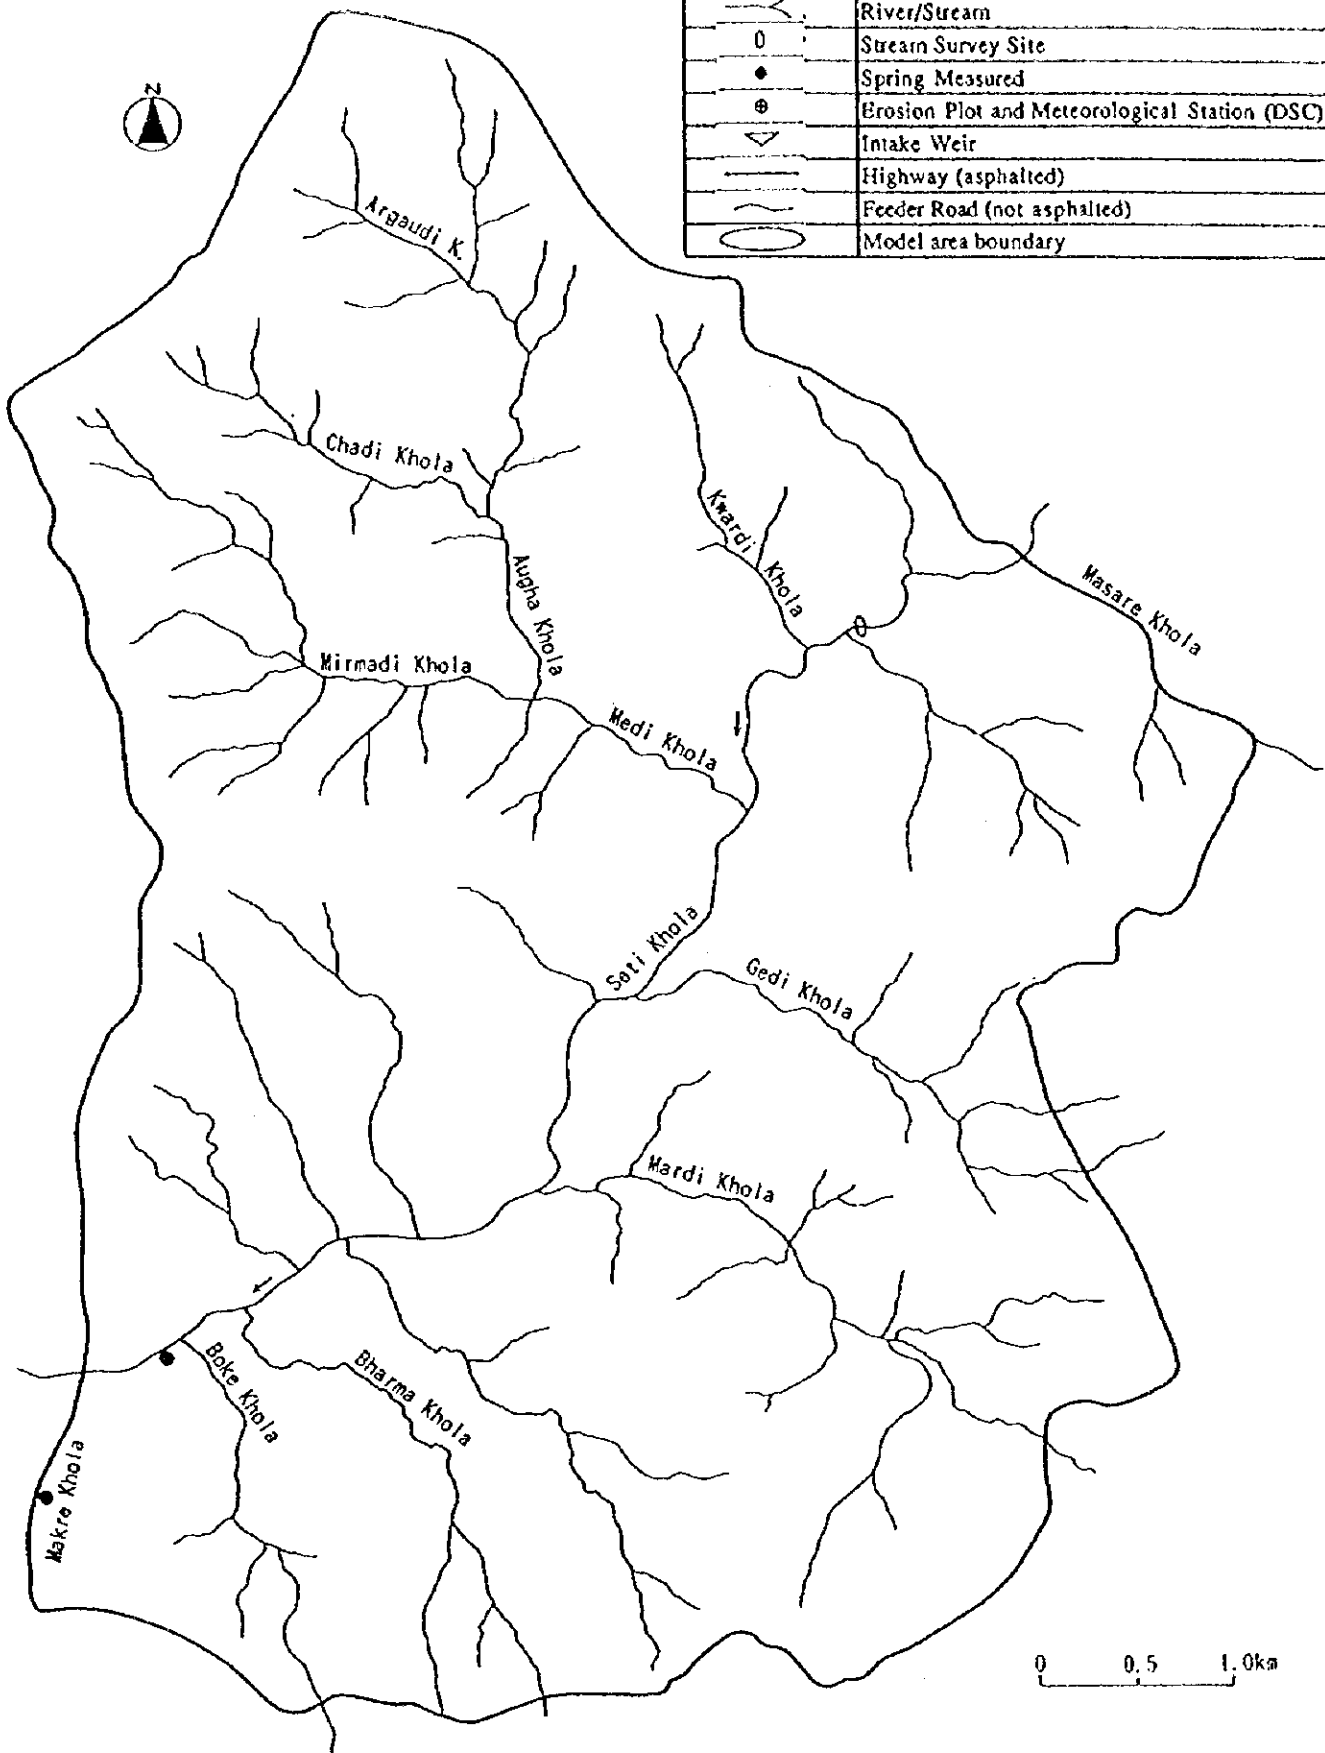 River/Stream
Stream Survey Site
Spring Measured
Erosion Plot and Meteorological Station (DSC)
Intake Weir
Highway (asphalted)
Feeder Road (not asphalted)
Model area boundary
N
Argaudi K.
Chadi Khola
Kwardi Khola
Augha Khola
Masare Khola
Mirmadi Khola
Medi Khola
Seti Khola
Gedi Khola
Mardi Khola
Boke Khola
Bharma Khola
Makre Khola
0 0.5 1.0km